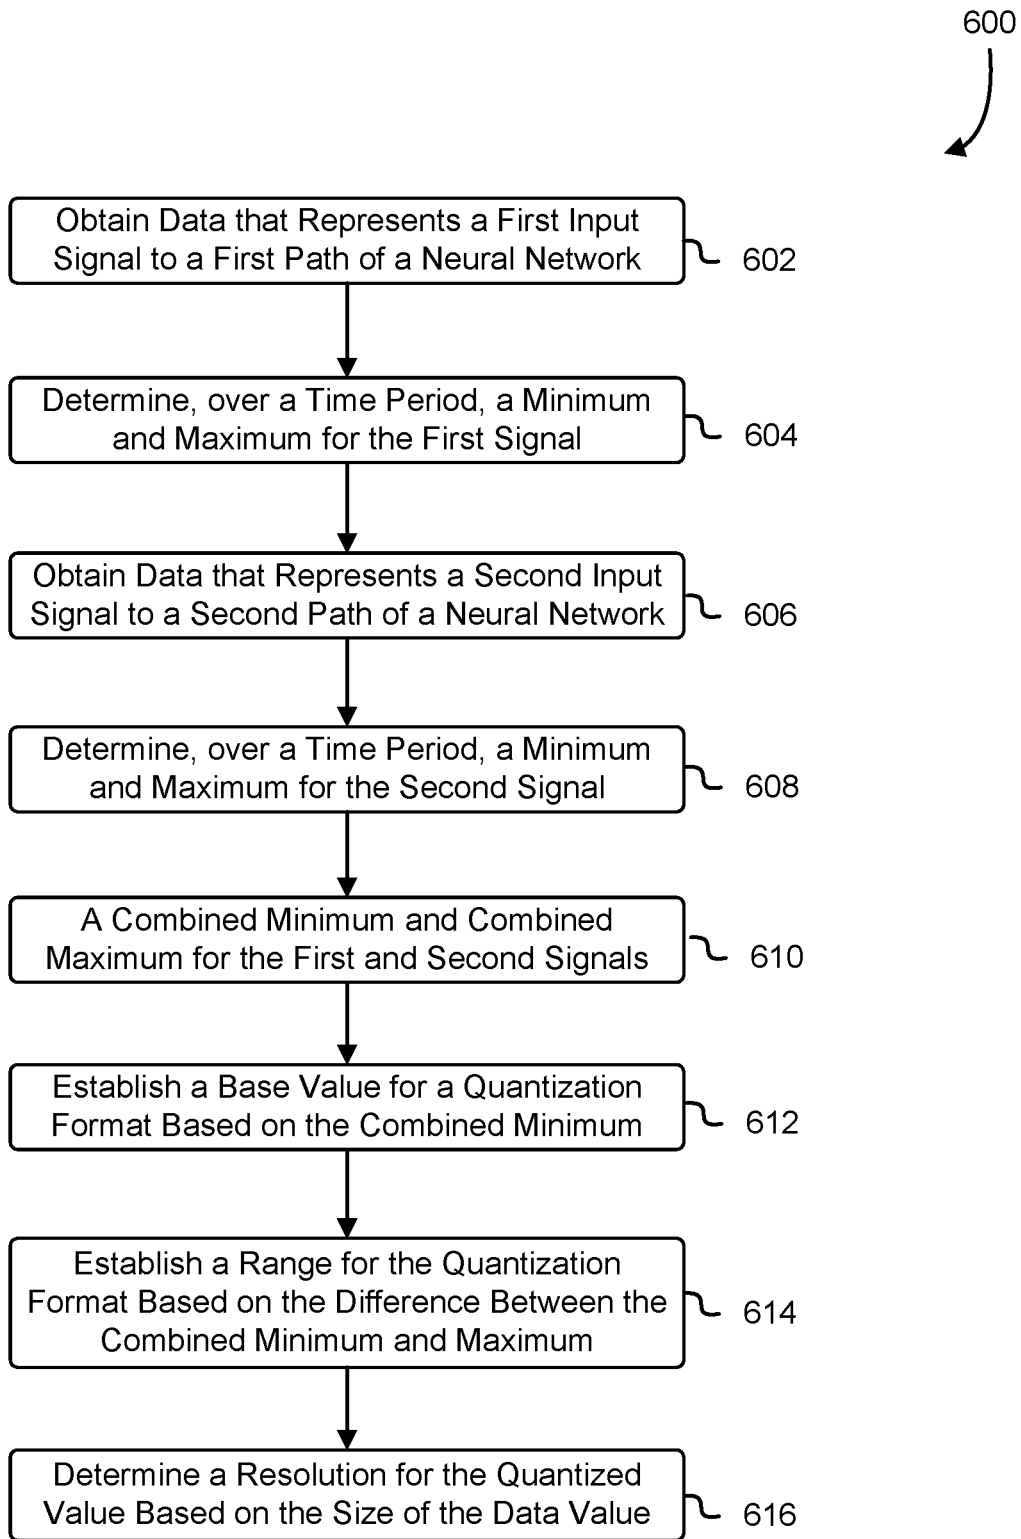 600
Obtain Data that Represents a First Input
Signal to a First Path of a Neural Network
602
Determine, over a Time Period, a Minimum
and Maximum for the First Signal
604
Obtain Data that Represents a Second Input
Signal to a Second Path of a Neural Network
606
Determine, over a Time Period, a Minimum
and Maximum for the Second Signal
608
A Combined Minimum and Combined
Maximum for the First and Second Signals
610
Establish a Base Value for a Quantization
Format Based on the Combined Minimum
612
Establish a Range for the Quantization
Format Based on the Difference Between the
Combined Minimum and Maximum
614
Determine a Resolution for the Quantized
Value Based on the Size of the Data Value
616